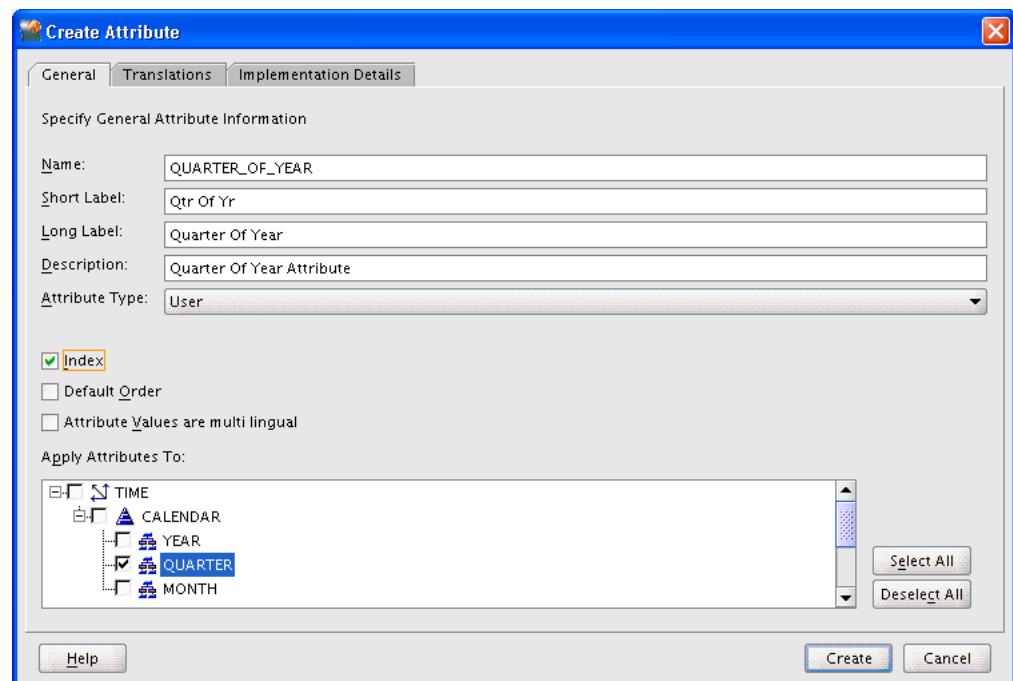 Create Attribute
General Translations Implementation Details
Specify General Attribute Information
Name: QUARTER_OF_YEAR
Short Label: Qtr Of Yr
Long Label: Quarter Of Year
Description: Quarter Of Year Attribute
Attribute Type: User
Index
Default Order
Attribute Values are multi lingual
Apply Attributes To:
TIME
CALENDAR
YEAR
QUARTER
MONTH
Select All
Deselect All
Help Create Cancel